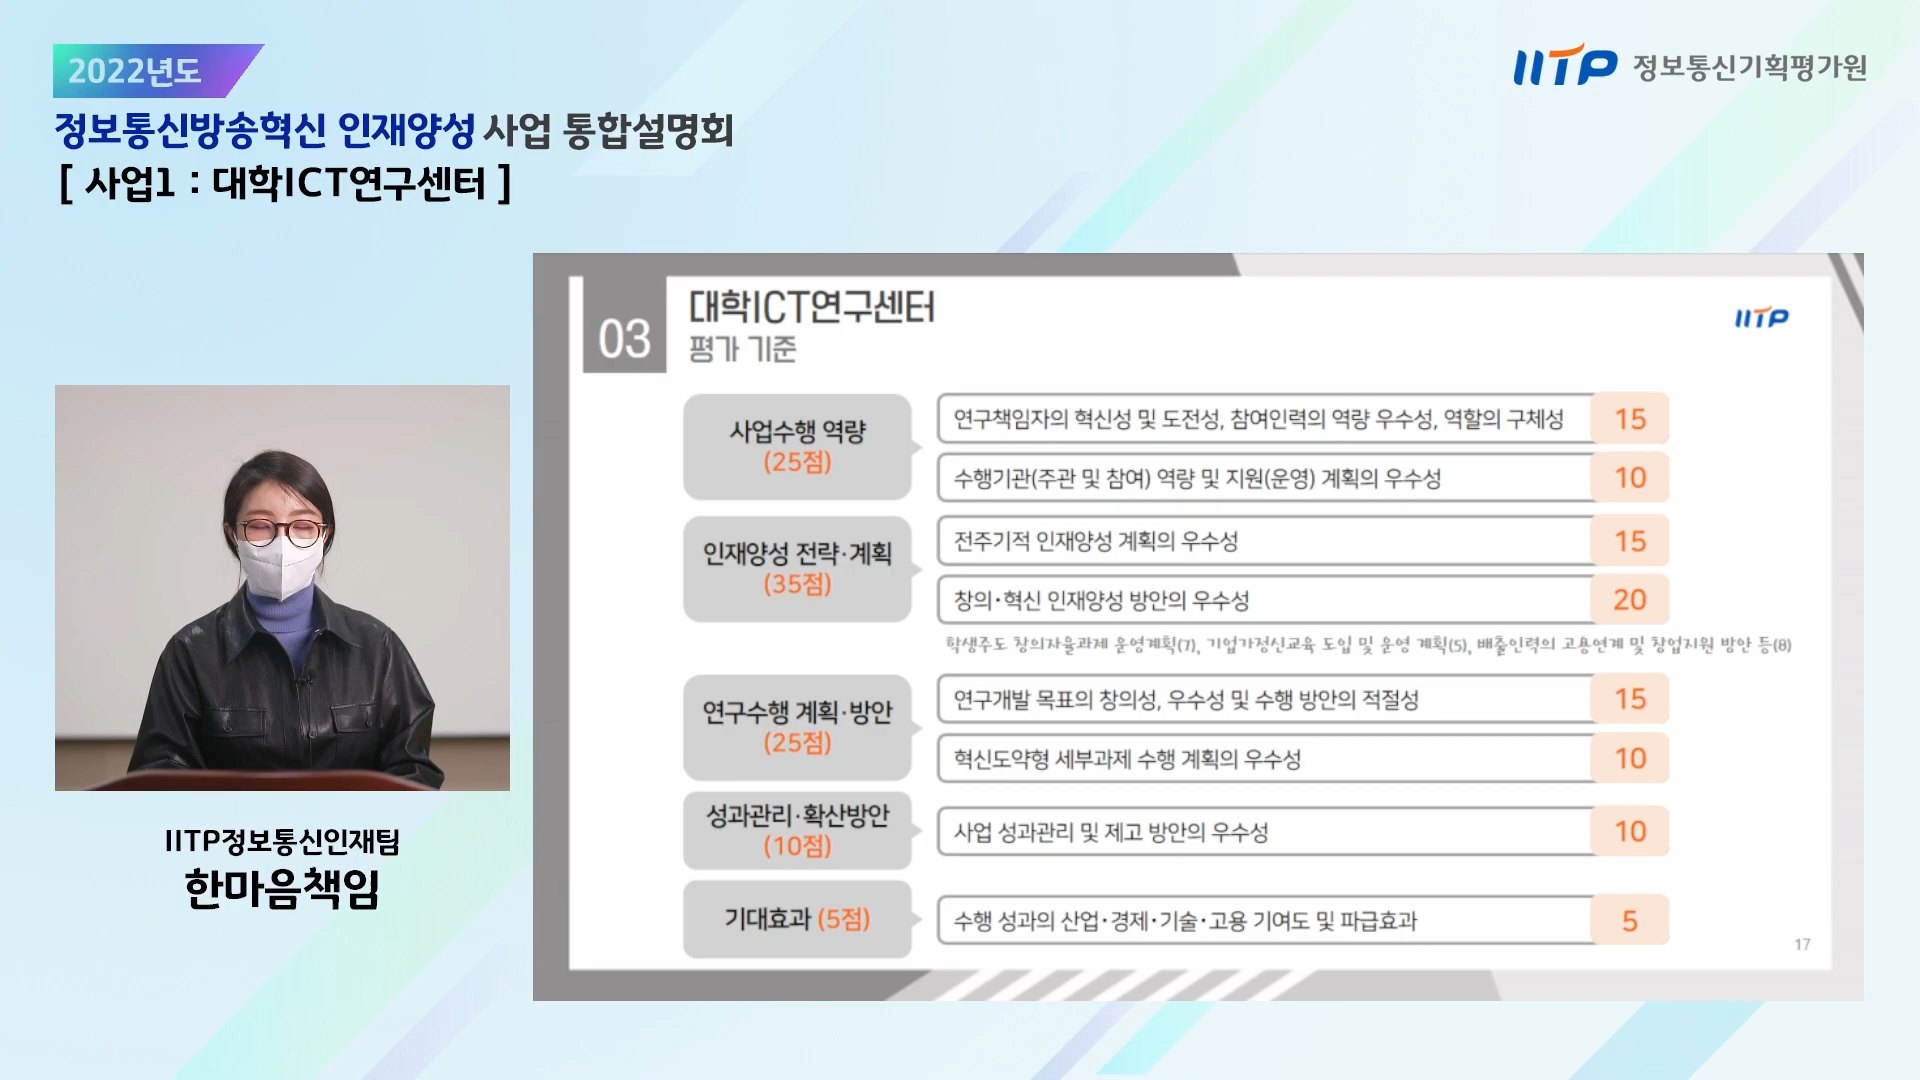 2022년도
정보통신방송혁신 인재양성 사업 통합설명회
[ 사업1 : 대학ICT연구센터 ]
IITP 정보통신기획평가원
03
대학ICT연구센터
평가 기준
IITP
사업수행 역량
(25점)
연구책임자의 혁신성 및 도전성, 참여인력의 역량 우수성, 역할의 구체성 15
수행기관(주관 및 참여) 역량 및 지원(운영) 계획의 우수성 10
인재양성 전략·계획
(35점)
전주기적 인재양성 계획의 우수성 15
창의·혁신 인재양성 방안의 우수성 20
학생주도 창의자율과제 운영계획(7), 기업가정신교육 도입 및 운영 계획(5), 배출인력의 고용연계 및 창업지원 방안 등(8)
연구수행 계획·방안
(25점)
연구개발 목표의 창의성, 우수성 및 수행 방안의 적절성 15
혁신도약형 세부과제 수행 계획의 우수성 10
성과관리·확산방안
(10점)
사업 성과관리 및 제고 방안의 우수성 10
기대효과 (5점)
수행 성과의 산업·경제·기술·고용 기여도 및 파급효과 5
17
IITP정보통신인재팀
한마음책임